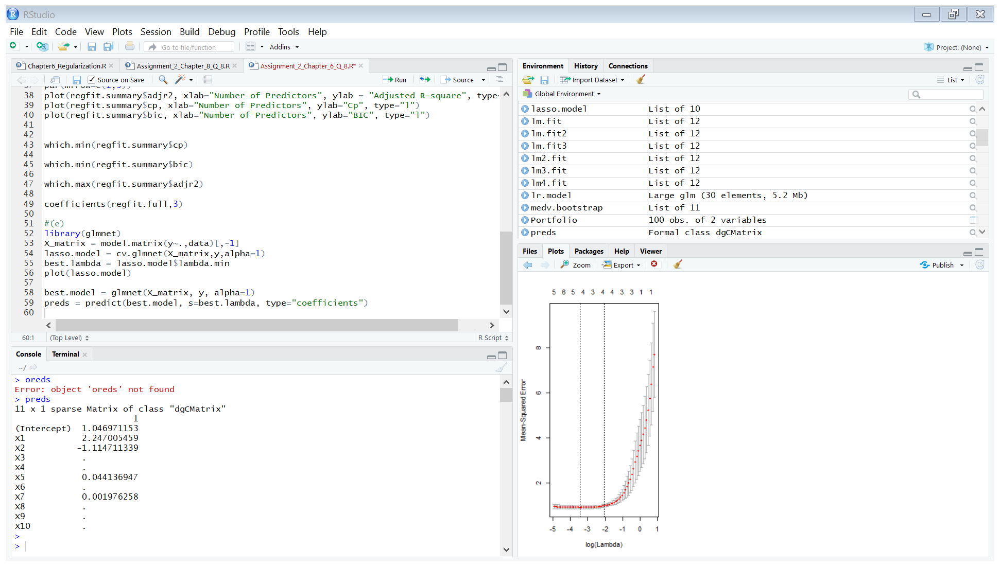 RStudio
File Edit Code View Plots Session Build Debug Profile Tools Help
Go to file/function Addins Project: (None)
Chapter6_Regularization.R Assignment_2_Chapter_8_Q_8.R Assignment_2_Chapter_6_Q_8.R*
Source on Save Run Source
37 par(mfrow=c(1,3))
38 plot(regfit.summary$adjr2, xlab="Number of Predictors", ylab = "Adjusted R-square", type=
39 plot(regfit.summary$cp, xlab="Number of Predictors", ylab="Cp", type="l")
40 plot(regfit.summary$bic, xlab="Number of Predictors", ylab="BIC", type="l")
41
42
43 which.min(regfit.summary$cp)
44
45 which.min(regfit.summary$bic)
46
47 which.max(regfit.summary$adjr2)
48
49 coefficients(regfit.full,3)
50
51 #(e)
52 library(glmnet)
53 X_matrix = model.matrix(y~.,data)[,-1]
54 lasso.model = cv.glmnet(X_matrix,y,alpha=1)
55 best.lambda = lasso.model$lambda.min
56 plot(lasso.model)
57
58 best.model = glmnet(X_matrix, y, alpha=1)
59 preds = predict(best.model, s=best.lambda, type="coefficients")
60
60:1 (Top Level) R Script
Console Terminal
~/
> oreds
Error: object 'oreds' not found
> preds
11 x 1 sparse Matrix of class "dgCMatrix"
1
(Intercept) 1.046971153
X1 2.247005459
X2 -1.114711339
X3 .
X4 .
X5 0.044136947
X6 .
X7 0.001976258
X8 .
X9 .
X10 .
>
>
Environment History Connections
Import Dataset List
Global Environment
lasso.model List of 10
lm.fit List of 12
lm.fit2 List of 12
lm.fit3 List of 12
lm2.fit List of 12
lm3.fit List of 12
lm4.fit List of 12
lr.model Large glm (30 elements, 5.2 Mb)
medv.bootstrap List of 11
Portfolio 100 obs. of 2 variables
preds Formal class dgCMatrix
Files Plots Packages Help Viewer
Zoom Export Publish
5 6 5 4 3 4 4 3 3 1 1
8
6
4
2
Mean-Squared Error
-5 -4 -3 -2 -1 0 1
log(Lambda)